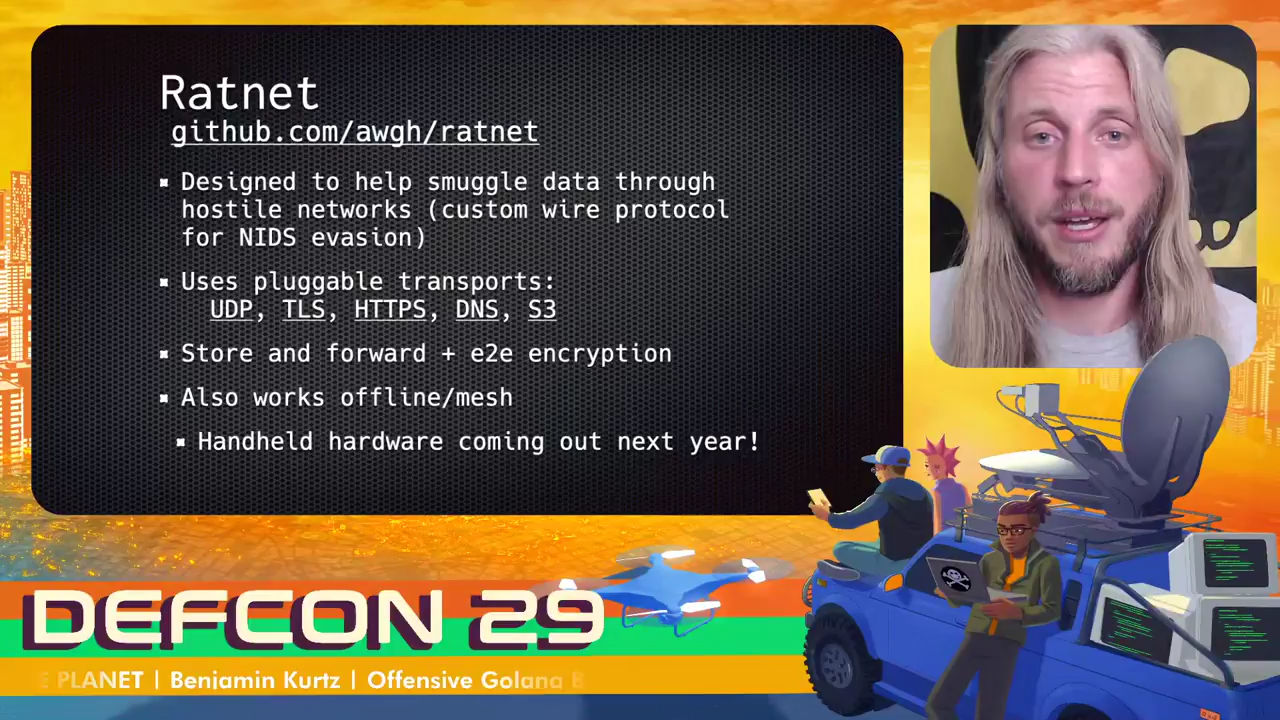 Ratnet
github.com/awgh/ratnet
Designed to help smuggle data through
hostile networks (custom wire protocol
for NIDS evasion)
Uses pluggable transports:
UDP, TLS, HTTPS, DNS, S3
Store and forward + e2e encryption
Also works offline/mesh
Handheld hardware coming out next year!
DEFCON 29
PLANET | Benjamin Kurtz | Offensive Golang B